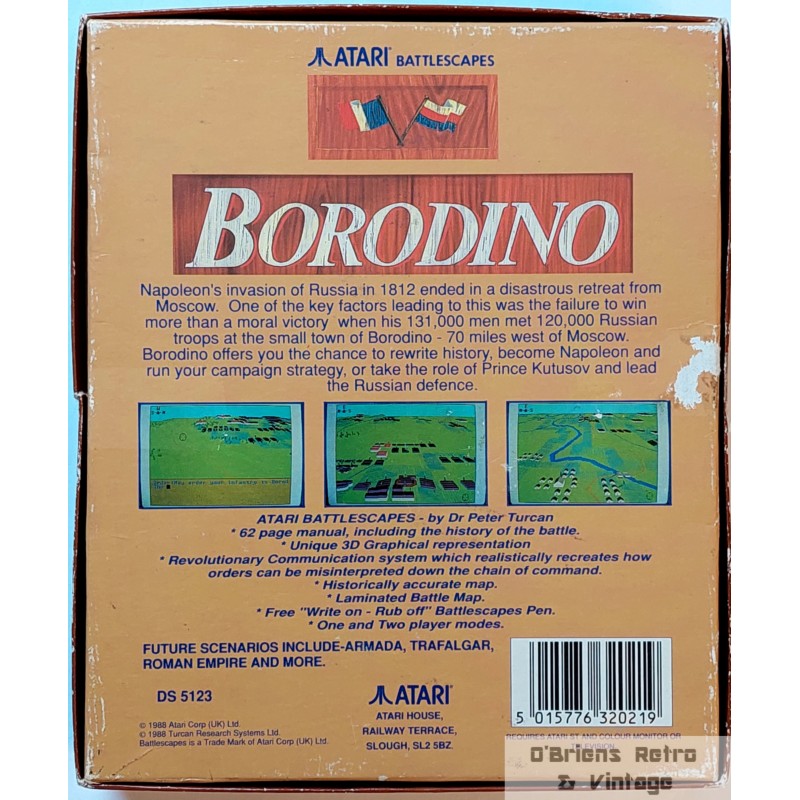 ATARI BATTLESCAPES
BORODINO
Napoleon's invasion of Russia in 1812 ended in a disastrous retreat from
Moscow. One of the key factors leading to this was the failure to win
more than a moral victory when his 131,000 men met 120,000 Russian
troops at the small town of Borodino - 70 miles west of Moscow.
Borodino offers you the chance to rewrite history, become Napoleon and
run your campaign strategy, or take the role of Prince Kutusov and lead
the Russian defence.
ATARI BATTLESCAPES - by Dr Peter Turcan
* 62 page manual, including the history of the battle.
* Unique 3D Graphical representation
* Revolutionary Communication system which realistically recreates how
orders can be misinterpreted down the chain of command.
* Historically accurate map.
* Laminated Battle Map.
* Free "Write on - Rub off" Battlescapes Pen.
* One and Two player modes.
FUTURE SCENARIOS INCLUDE-ARMADA, TRAFALGAR,
ROMAN EMPIRE AND MORE.
DS 5123
ATARI
ATARI HOUSE,
RAILWAY TERRACE,
SLOUGH, SL2 5BZ.
© 1988 Atari Corp (UK) Ltd.
© 1988 Turcan Research Systems Ltd.
Battlescapes is a Trade Mark of Atari Corp (UK) Ltd.
5 015776 320219
REQUIRES ATARI ST AND COLOUR MONITOR OR
TELEVISION
O'Briens Retro
& Vintage